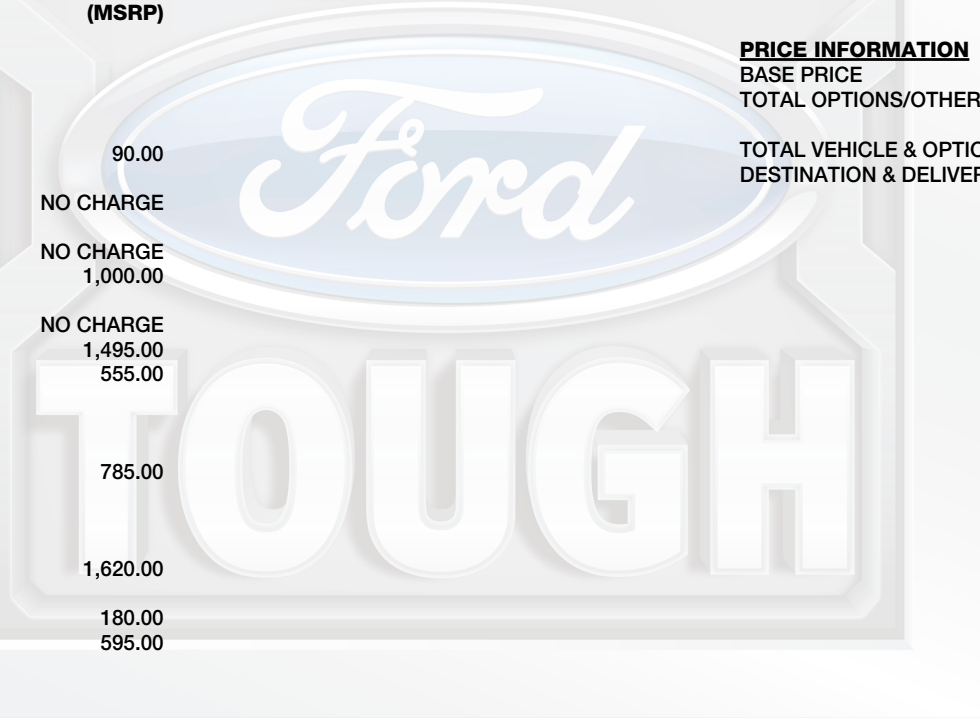 (MSRP)
90.00
NO CHARGE
NO CHARGE
1,000.00
NO CHARGE
1,495.00
555.00
785.00
1,620.00
180.00
595.00
PRICE INFORMATION
BASE PRICE
TOTAL OPTIONS/OTHER
TOTAL VEHICLE & OPTIO
DESTINATION & DELIVER
Ford
TOUGH